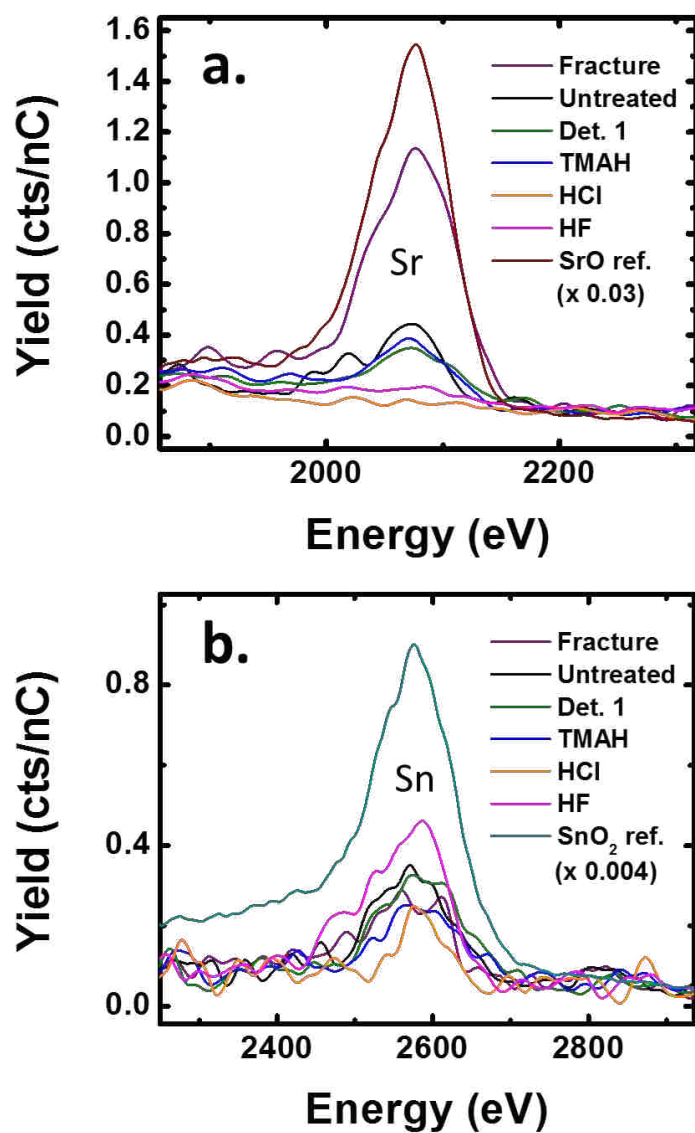 a.
1.6
1.4
1.2
1.0
0.8
0.6
0.4
0.2
0.0
Yield (cts/nC)
Fracture
Untreated
Det. 1
TMAH
HCl
HF
SrO ref.
(x 0.03)
Sr
2000
2200
Energy (eV)
b.
0.8
0.4
0.0
Yield (cts/nC)
Fracture
Untreated
Det. 1
TMAH
HCl
HF
SnO₂ ref.
(x 0.004)
Sn
2400
2600
2800
Energy (eV)